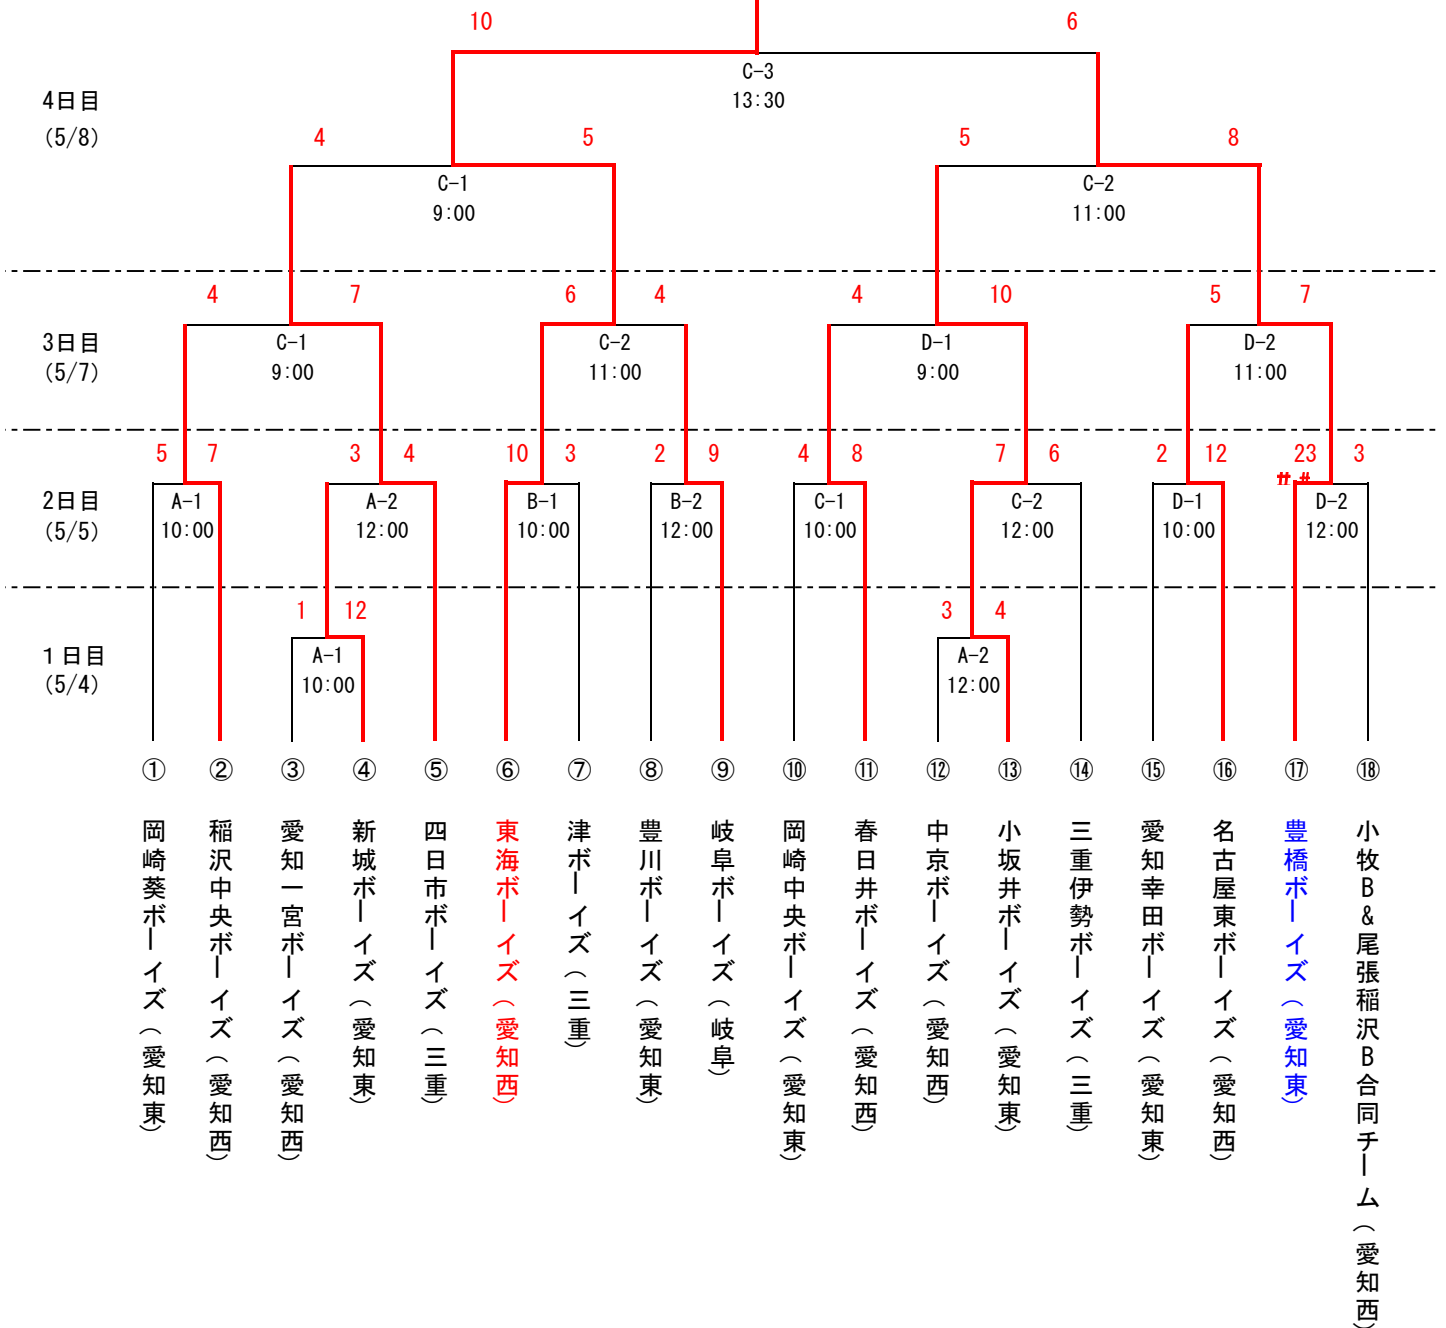 10 6
C-3
13:30
4日目
(5/8)
4 5 5 8
C-1 C-2
9:00 11:00
4 7 6 4 4 10 5 7
3日目
(5/7)
C-1 C-2 D-1 D-2
9:00 11:00 9:00 11:00
5 7 3 4 10 3 2 9 4 8 7 6 2 12 23 3
##.#
2日目
(5/5)
A-1 A-2 B-1 B-2 C-1 C-2 D-1 D-2
10:00 12:00 10:00 12:00 10:00 12:00 10:00 12:00
1 12 3 4
1日目
(5/4)
A-1 A-2
10:00 12:00
① ② ③ ④ ⑤ ⑥ ⑦ ⑧ ⑨ ⑩ ⑪ ⑫ ⑬ ⑭ ⑮ ⑯ ⑰ ⑱
岡崎葵ボーイズ(愛知東)
稲沢中央ボーイズ(愛知西)
愛知一宮ボーイズ(愛知西)
新城ボーイズ(愛知東)
四日市ボーイズ(三重)
東海ボーイズ(愛知西)
津ボーイズ(三重)
豊川ボーイズ(愛知東)
岐阜ボーイズ(岐阜)
岡崎中央ボーイズ(愛知東)
春日井ボーイズ(愛知西)
中京ボーイズ(愛知西)
小坂井ボーイズ(愛知東)
三重伊勢ボーイズ(三重)
愛知幸田ボーイズ(愛知東)
名古屋東ボーイズ(愛知西)
豊橋ボーイズ(愛知東)
小牧B&尾張稲沢B合同チーム(愛知西)